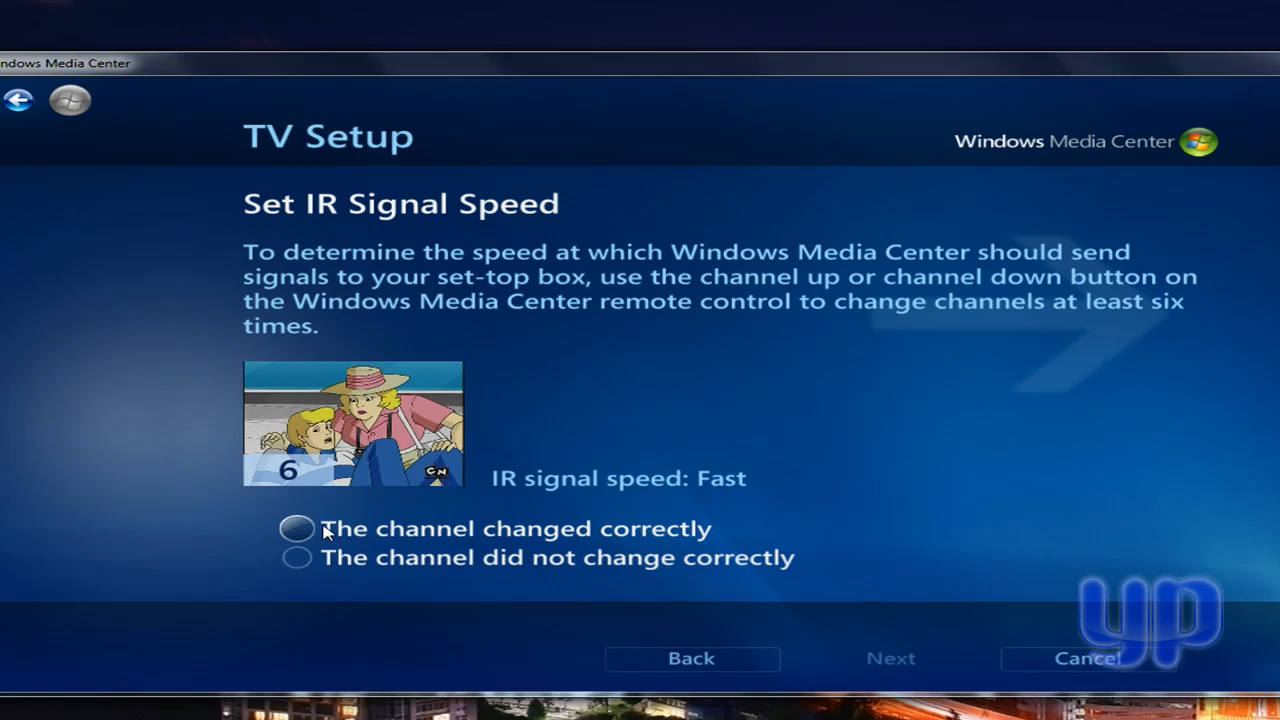 ndows Media Center
TV Setup
Windows Media Center
Set IR Signal Speed
To determine the speed at which Windows Media Center should send
signals to your set-top box, use the channel up or channel down button on
the Windows Media Center remote control to change channels at least six
times.
6
CN
IR signal speed: Fast
The channel changed correctly
The channel did not change correctly
yp
Back
Next
Cancel